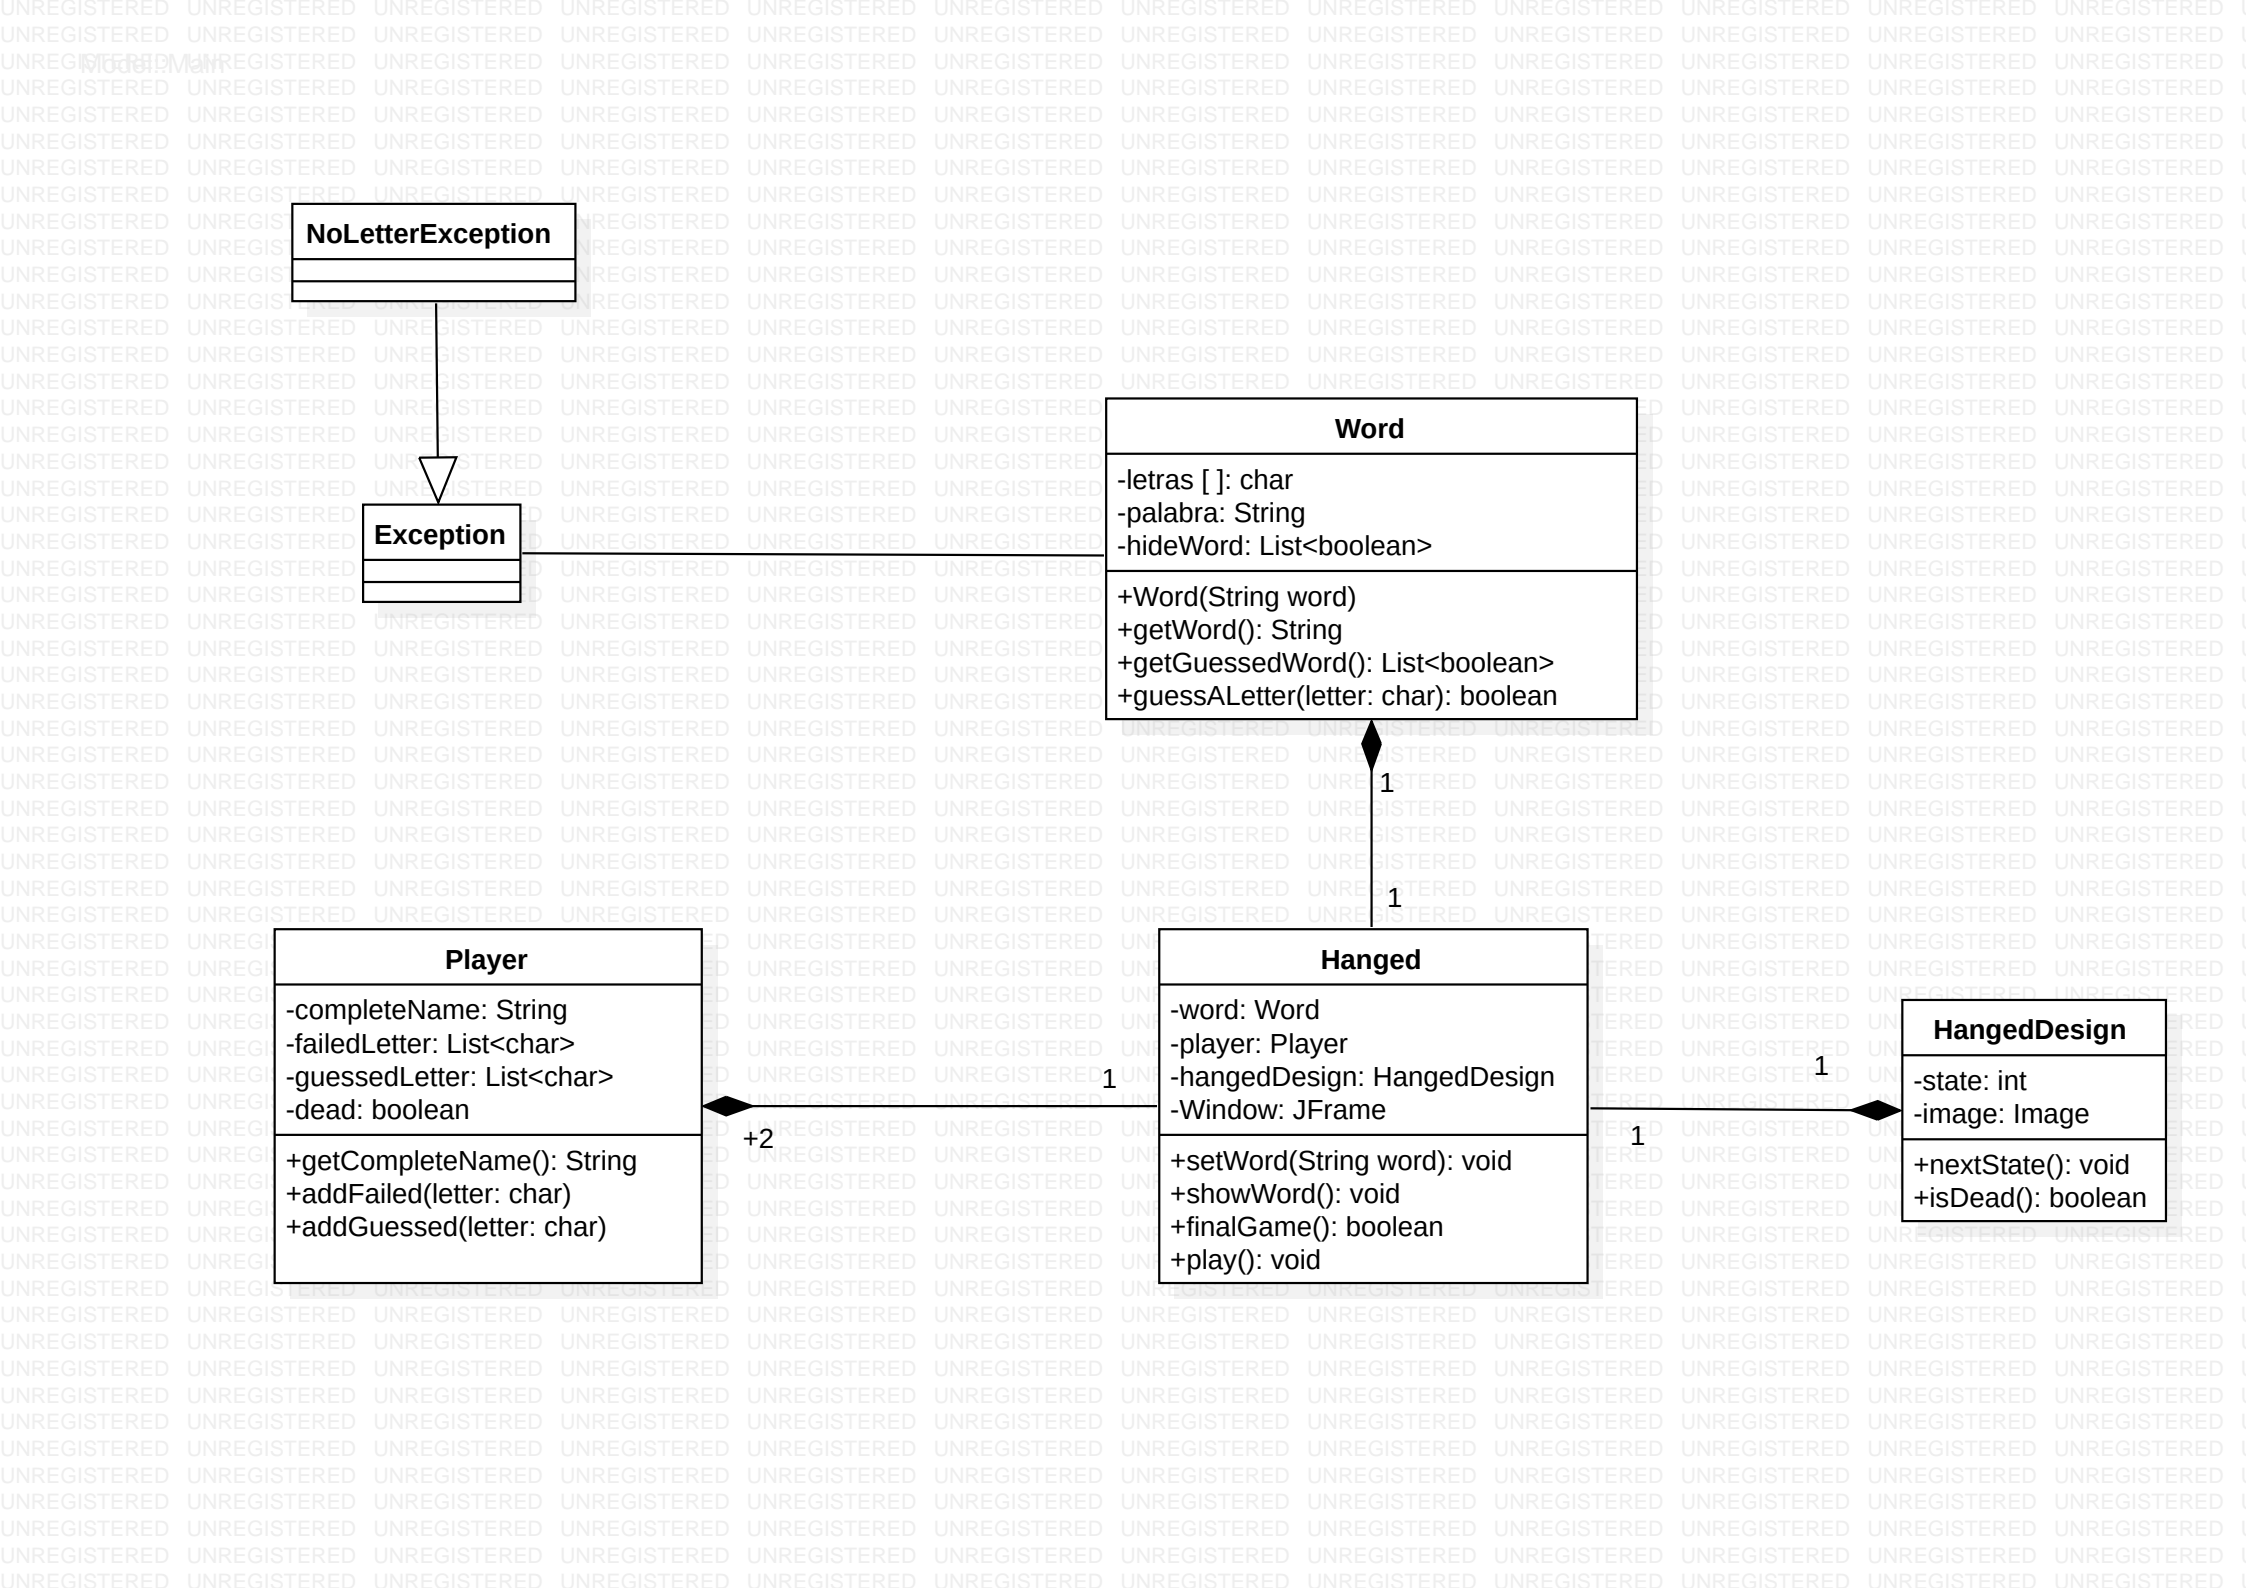 Model::Main
NoLetterException
Exception
Word
-letras [ ]: char
-palabra: String
-hideWord: List<boolean>
+Word(String word)
+getWord(): String
+getGuessedWord(): List<boolean>
+guessALetter(letter: char): boolean
1
1
Player
-completeName: String
-failedLetter: List<char>
-guessedLetter: List<char>
-dead: boolean
+getCompleteName(): String
+addFailed(letter: char)
+addGuessed(letter: char)
+2
1
Hanged
-word: Word
-player: Player
-hangedDesign: HangedDesign
-Window: JFrame
+setWord(String word): void
+showWord(): void
+finalGame(): boolean
+play(): void
1
1
HangedDesign
-state: int
-image: Image
+nextState(): void
+isDead(): boolean
UNREGISTERED